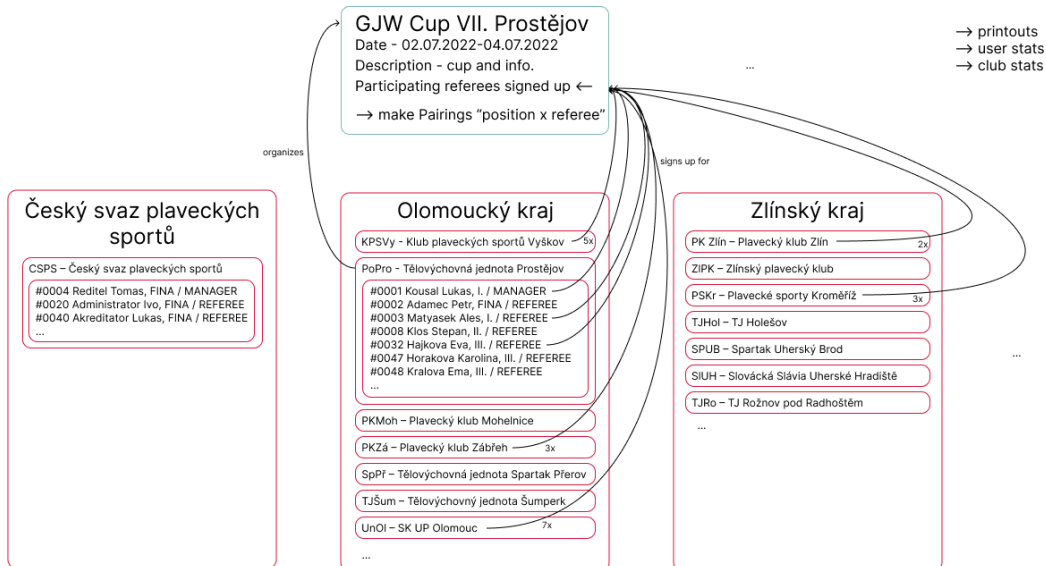 GJW Cup VII. Prostějov
Date - 02.07.2022-04.07.2022
Description - cup and info.
Participating referees signed up ←
→ make Pairings “position x referee”
...
→ printouts
→ user stats
→ club stats
organizes
signs up for
Český svaz plaveckých
sportů
CSPS – Český svaz plaveckých sportů
#0004 Reditel Tomas, FINA / MANAGER
#0020 Administrator Ivo, FINA / REFEREE
#0040 Akreditator Lukas, FINA / REFEREE
...
Olomoucký kraj
KPSVy - Klub plaveckých sportů Vyškov 5x
PoPro - Tělovýchovná jednota Prostějov
#0001 Kousal Lukas, I. / MANAGER
#0002 Adamec Petr, FINA / REFEREE
#0003 Matyasek Ales, I. / REFEREE
#0008 Klos Stepan, II. / REFEREE
#0032 Hajkova Eva, III. / REFEREE
#0047 Horakova Karolina, III. / REFEREE
#0048 Kralova Ema, III. / REFEREE
...
PKMoh – Plavecký klub Mohelnice
PKZá – Plavecký klub Zábřeh 3x
SpPř – Tělovýchovná jednota Spartak Přerov
TJŠum – Tělovýchovný jednota Šumperk
UnOl – SK UP Olomouc 7x
...
Zlínský kraj
PK Zlín – Plavecký klub Zlín 2x
ZlPK – Zlínský plavecký klub
PSKr – Plavecké sporty Kroměříž 3x
TJHol – TJ Holešov
SPUB – Spartak Uherský Brod
SlUH – Slovácká Slávia Uherské Hradiště
TJRo – TJ Rožnov pod Radhoštěm
...
...